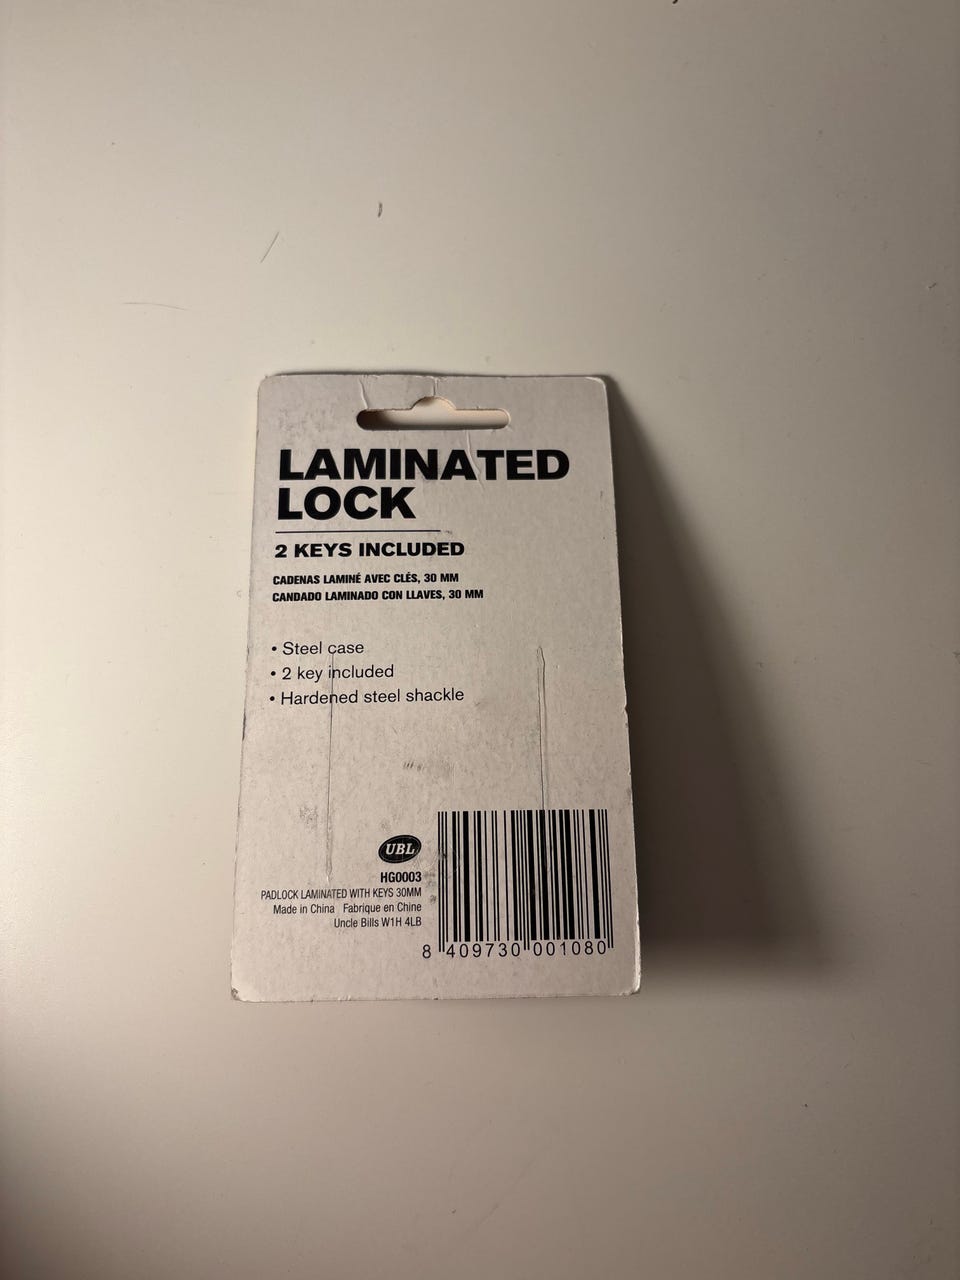 LAMINATED
LOCK
2 KEYS INCLUDED
CADENAS LAMINÉ AVEC CLÉS, 30 MM
CANDADO LAMINADO CON LLAVES, 30 MM
• Steel case
• 2 key included
• Hardened steel shackle
UBL
HG0003
PADLOCK LAMINATED WITH KEYS 30MM
Made in China Fabrique en Chine
Uncle Bills W1H 4LB
8 409730 001080